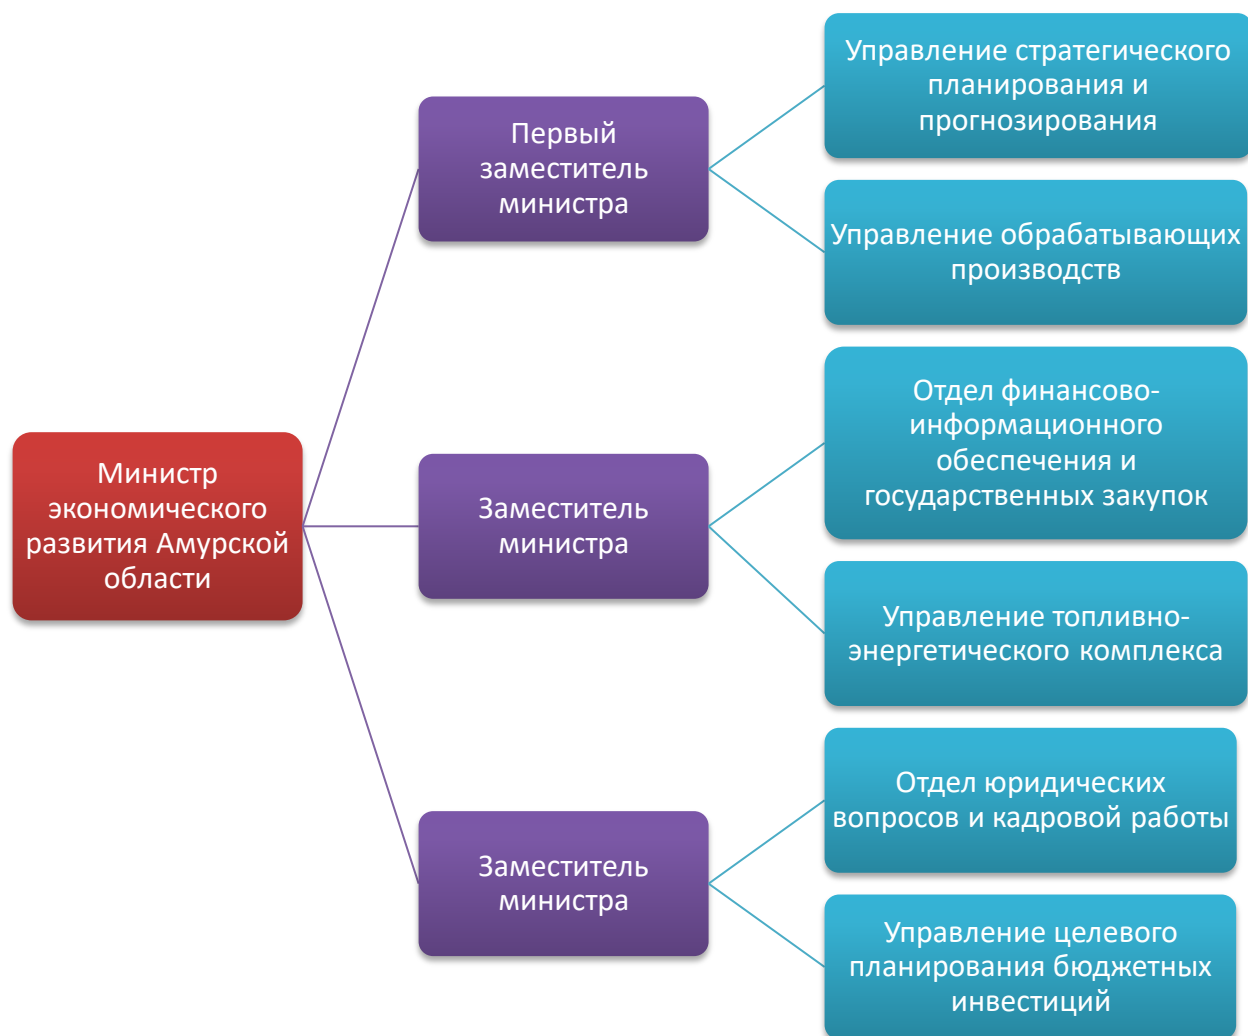 Министр
экономического
развития Амурской
области
Первый
заместитель
министра
Управление стратегического
планирования и
прогнозирования
Управление обрабатывающих
производств
Заместитель
министра
Отдел финансово-
информационного
обеспечения и
государственных закупок
Управление топливно-
энергетического комплекса
Заместитель
министра
Отдел юридических
вопросов и кадровой работы
Управление целевого
планирования бюджетных
инвестиций